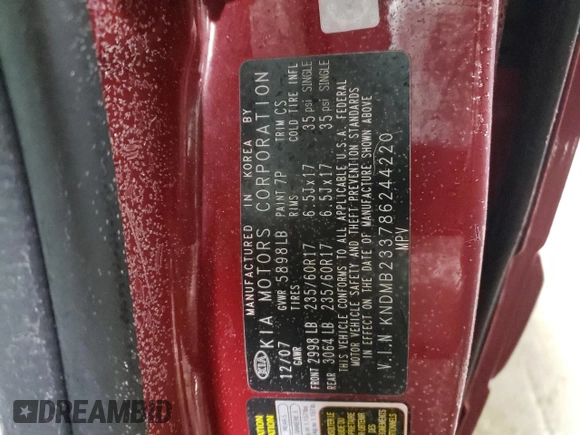 MANUFACTURED IN KOREA BY
KIA KIA MOTORS CORPORATION
12/07 GVWR 5898LB PAINT 7P TRIM CS
GAWR TIRES RIMS COLD TIRE INFL
FRONT 2998 LB 235/60R17 6.5Jx17 35 psi SINGLE
REAR 3064 LB 235/60R17 6.5Jx17 35 psi SINGLE
THIS VEHICLE CONFORMS TO ALL APPLICABLE U.S.A. FEDERAL
MOTOR VEHICLE SAFETY AND THEFT PREVENTION STANDARDS
IN EFFECT ON THE DATE OF MANUFACTURE SHOWN ABOVE
V.I.N KNDMB233786244220
MPV
DREAMBID